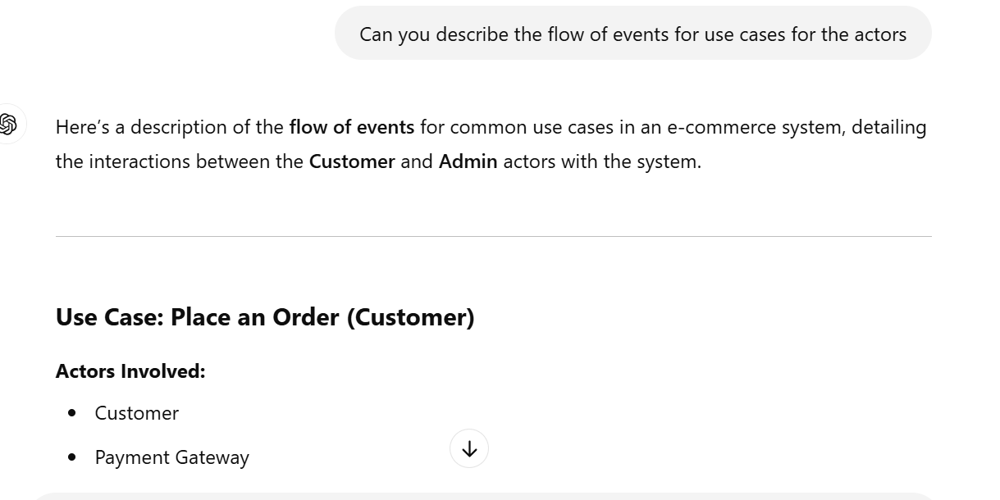 Can you describe the flow of events for use cases for the actors
Here’s a description of the flow of events for common use cases in an e-commerce system, detailing
the interactions between the Customer and Admin actors with the system.
Use Case: Place an Order (Customer)
Actors Involved:
Customer
Payment Gateway